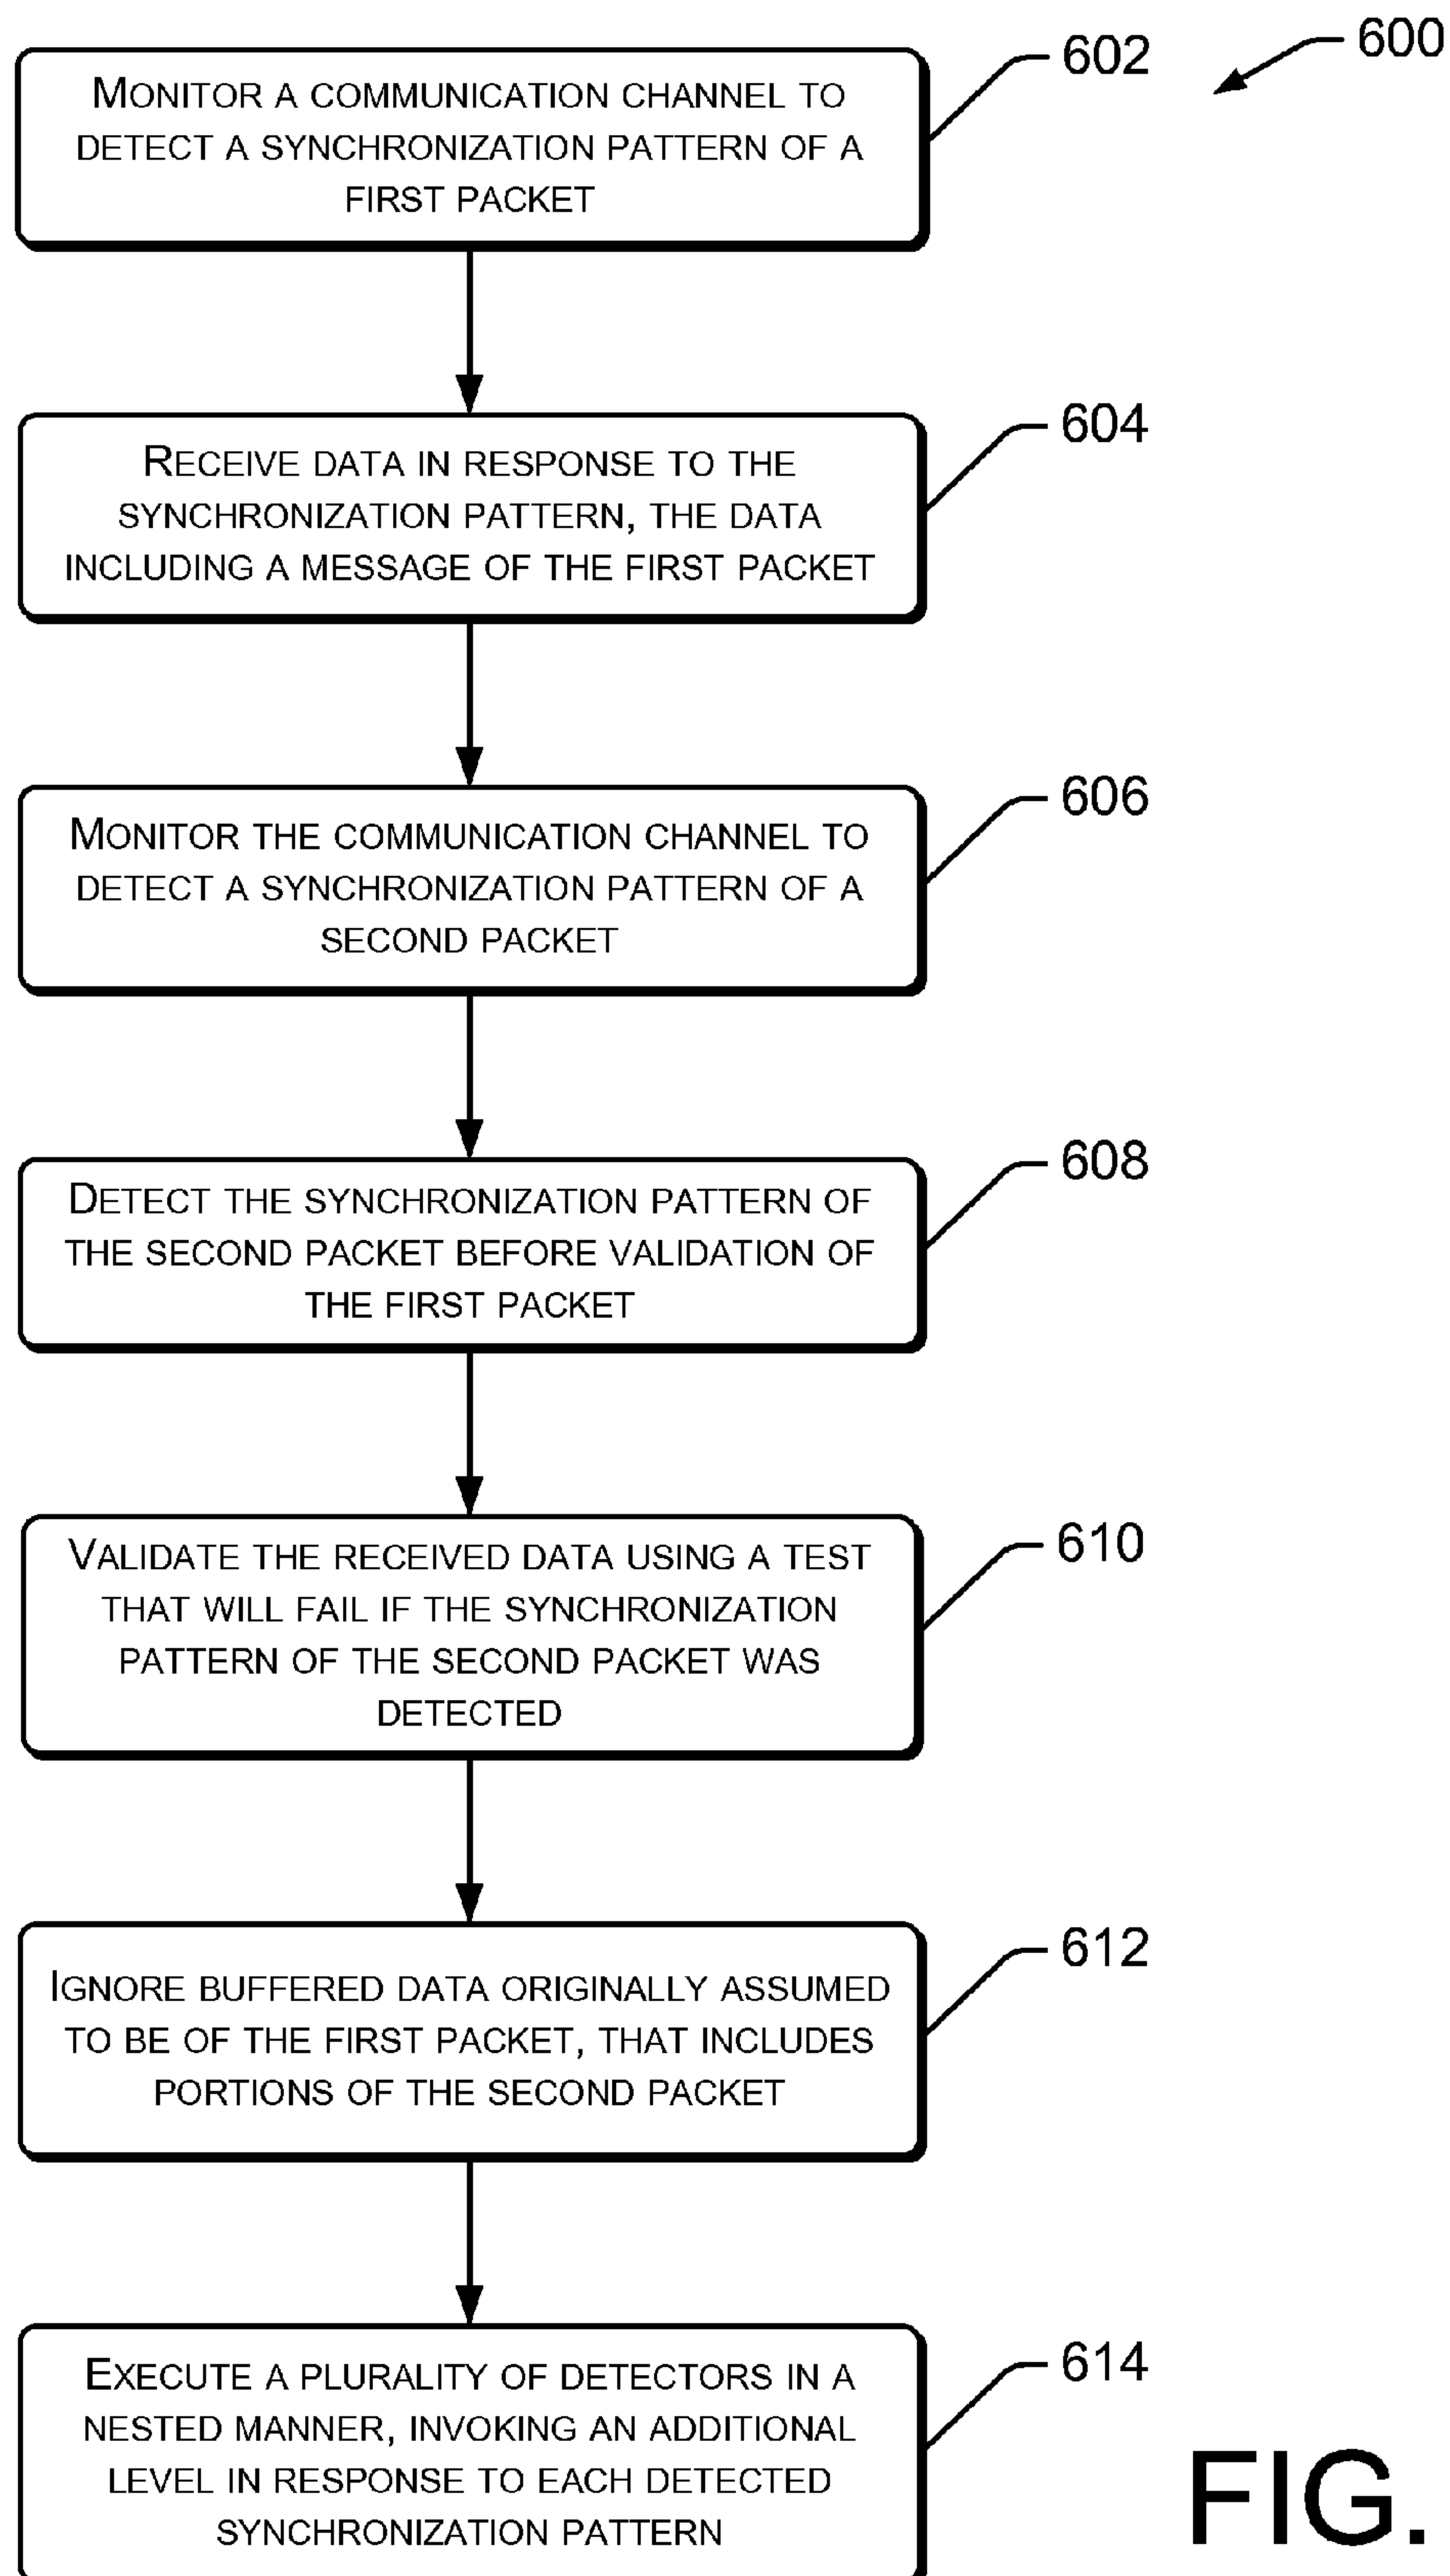 600
602
MONITOR A COMMUNICATION CHANNEL TO
DETECT A SYNCHRONIZATION PATTERN OF A
FIRST PACKET
604
RECEIVE DATA IN RESPONSE TO THE
SYNCHRONIZATION PATTERN, THE DATA
INCLUDING A MESSAGE OF THE FIRST PACKET
606
MONITOR THE COMMUNICATION CHANNEL TO
DETECT A SYNCHRONIZATION PATTERN OF A
SECOND PACKET
608
DETECT THE SYNCHRONIZATION PATTERN OF
THE SECOND PACKET BEFORE VALIDATION OF
THE FIRST PACKET
610
VALIDATE THE RECEIVED DATA USING A TEST
THAT WILL FAIL IF THE SYNCHRONIZATION
PATTERN OF THE SECOND PACKET WAS
DETECTED
612
IGNORE BUFFERED DATA ORIGINALLY ASSUMED
TO BE OF THE FIRST PACKET, THAT INCLUDES
PORTIONS OF THE SECOND PACKET
614
EXECUTE A PLURALITY OF DETECTORS IN A
NESTED MANNER, INVOKING AN ADDITIONAL
LEVEL IN RESPONSE TO EACH DETECTED
SYNCHRONIZATION PATTERN
FIG.